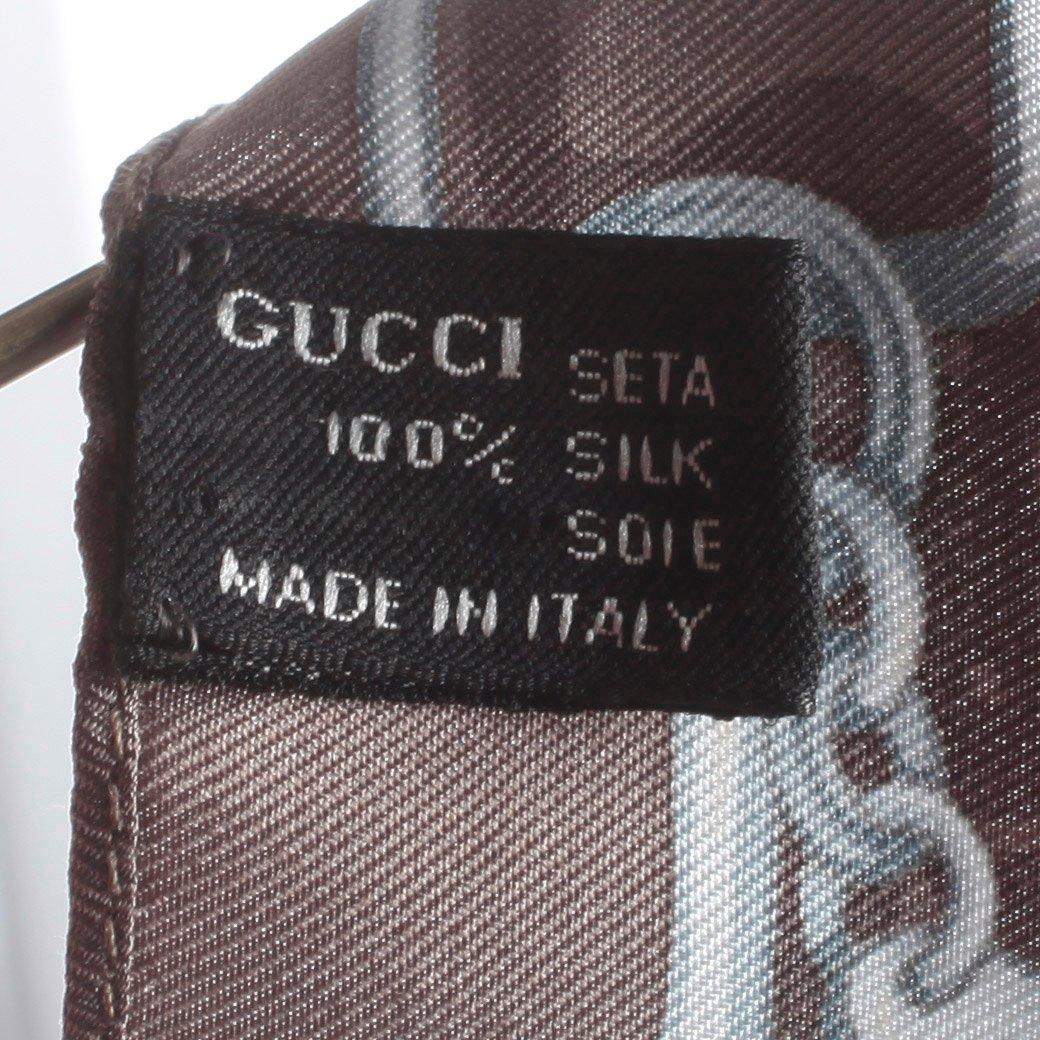 GUCCI SETA
100% SILK
SOIE
MADE IN ITALY